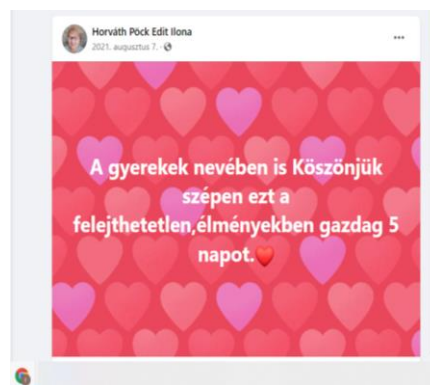 Horváth Pöck Edit Ilona
2021. augusztus 7. ·
A gyerekek nevében is Köszönjük
szépen ezt a
felejthetetlen,élményekben gazdag 5
napot.❤️